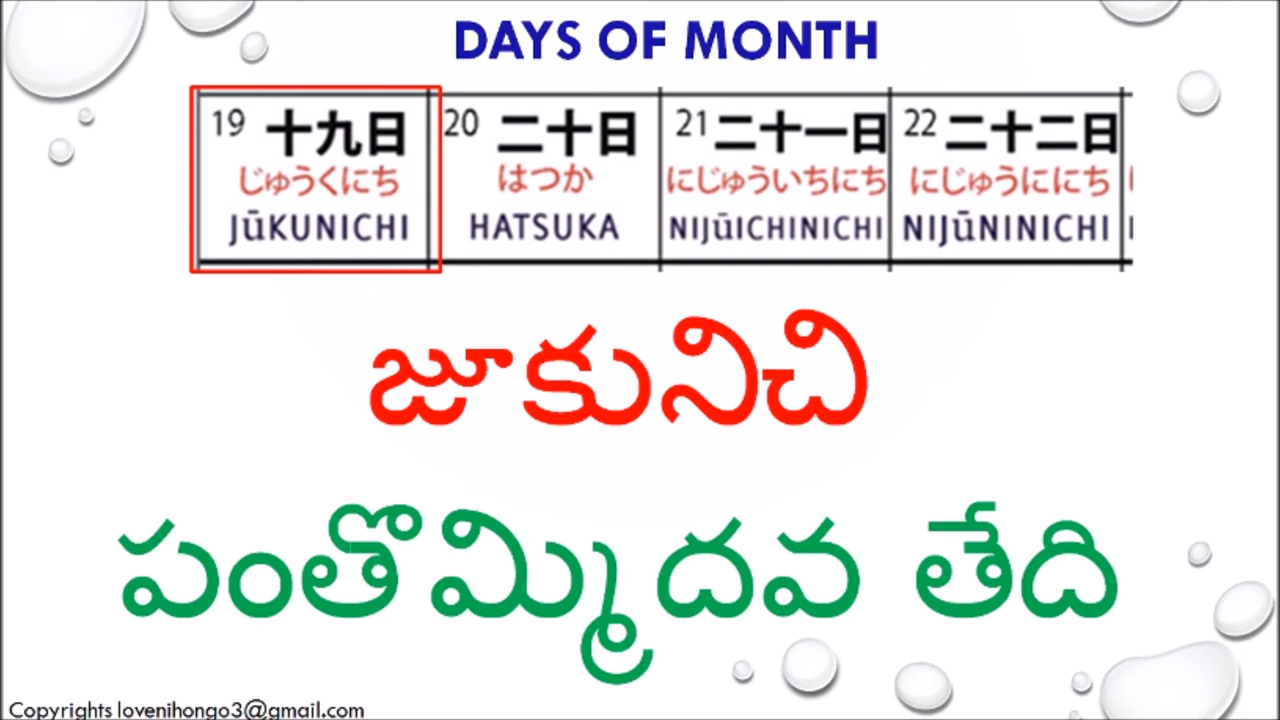 DAYS OF MONTH
19 十九日 20 二十日 21 二十一日 22 二十二日
じゅうくにち はつか にじゅういちにち にじゅうににち
JūKUNICHI HATSUKA NIJūICHINICHI NIJūNINICHI
జూకునిచి
పంతొమ్మిదవ తేది
Copyrights lovenihongo3@gmail.com